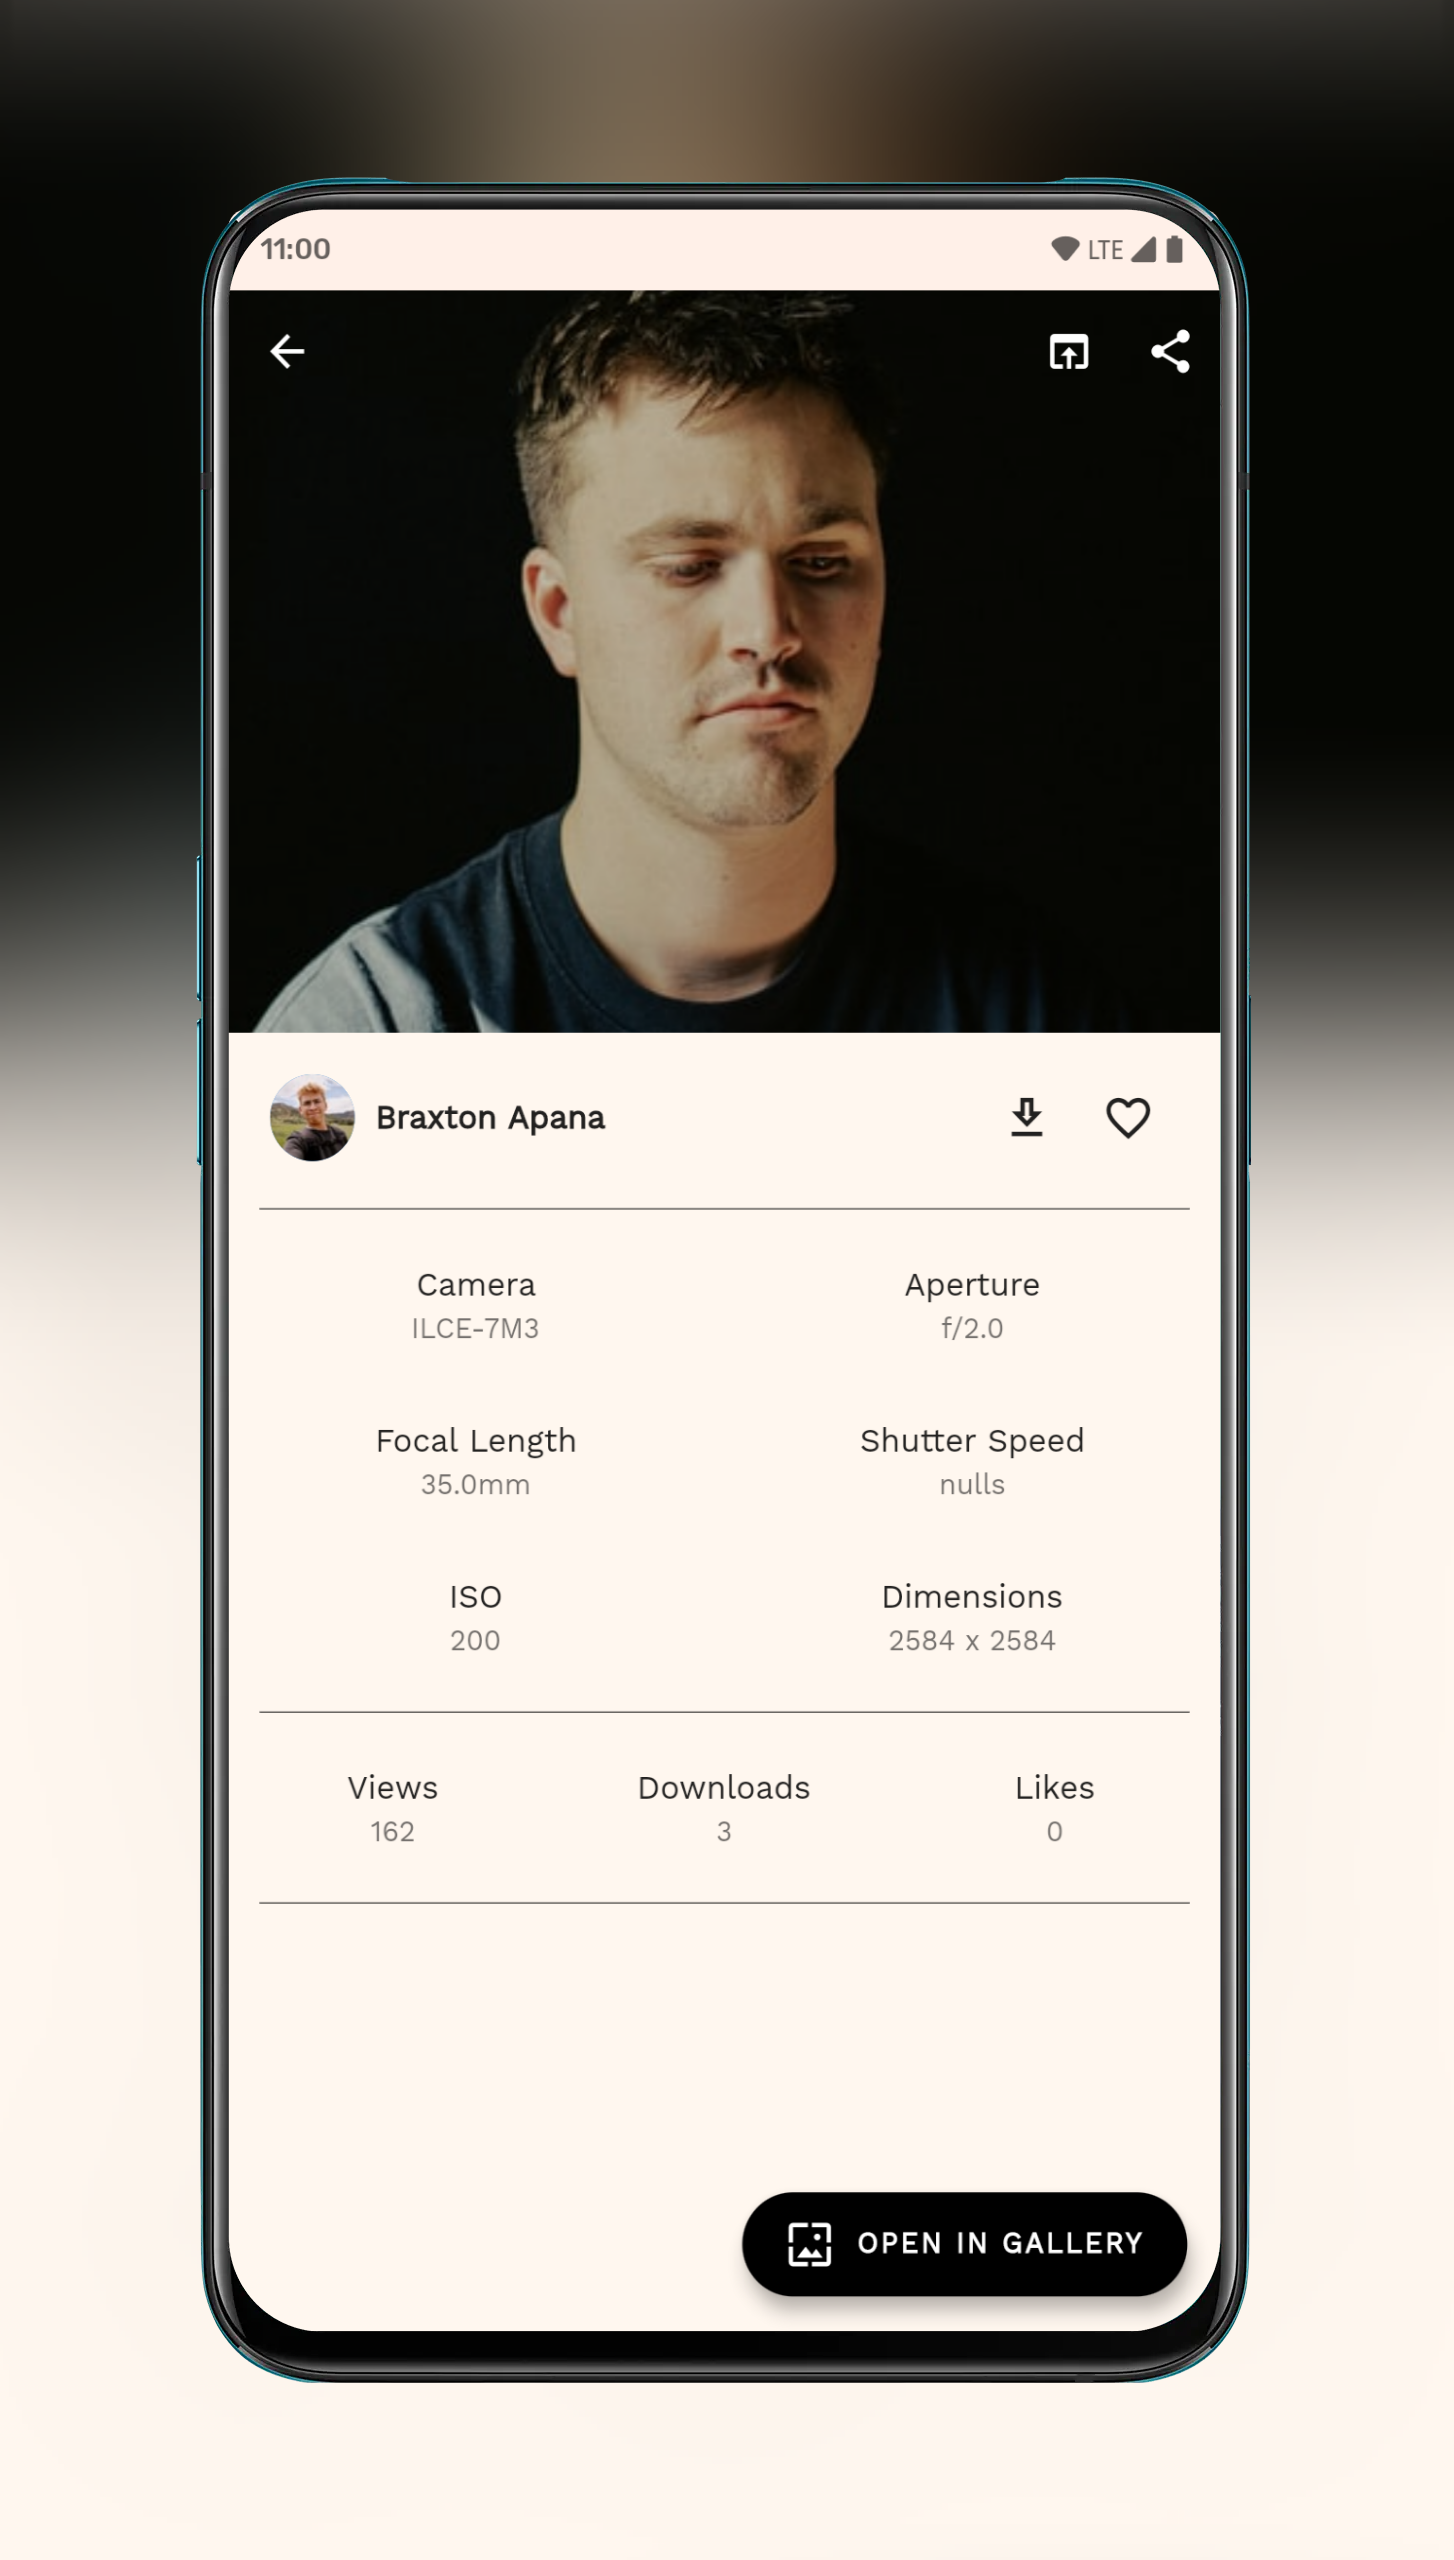 11:00 LTE
Braxton Apana
Camera Aperture
ILCE-7M3 f/2.0
Focal Length Shutter Speed
35.0mm nulls
ISO Dimensions
200 2584 x 2584
Views Downloads Likes
162 3 0
OPEN IN GALLERY